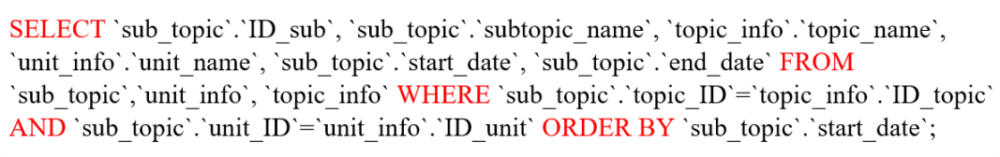 SELECT `sub_topic`.`ID_sub`, `sub_topic`.`subtopic_name`, `topic_info`.`topic_name`,
`unit_info`.`unit_name`, `sub_topic`.`start_date`, `sub_topic`.`end_date` FROM
`sub_topic`,`unit_info`, `topic_info` WHERE `sub_topic`.`topic_ID`=`topic_info`.`ID_topic`
AND `sub_topic`.`unit_ID`=`unit_info`.`ID_unit` ORDER BY `sub_topic`.`start_date`;